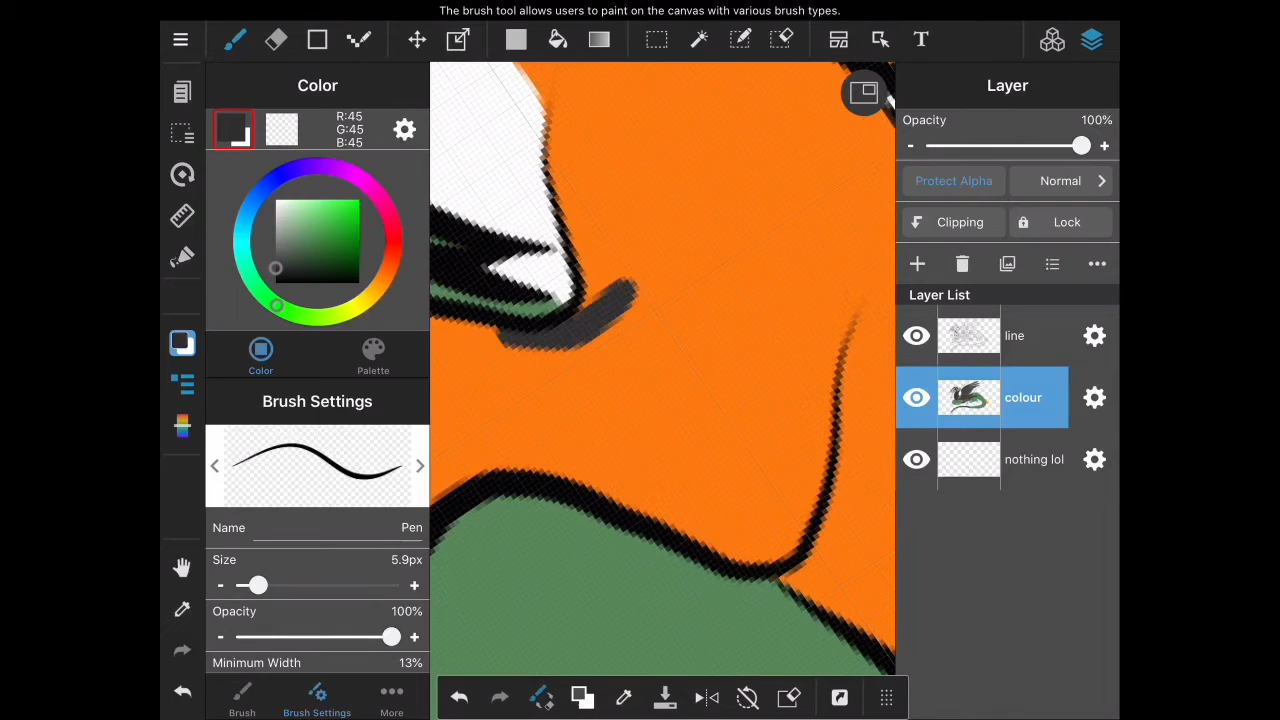 The brush tool allows users to paint on the canvas with various brush types.
T
Color
R:45
G:45
B:45
Color
Palette
Brush Settings
Name
Pen
Size
5.9px
-
+
Opacity
100%
-
+
Minimum Width
13%
Brush
Brush Settings
More
Layer
Opacity
100%
-
+
Protect Alpha
Normal
Clipping
Lock
Layer List
line
colour
nothing lol